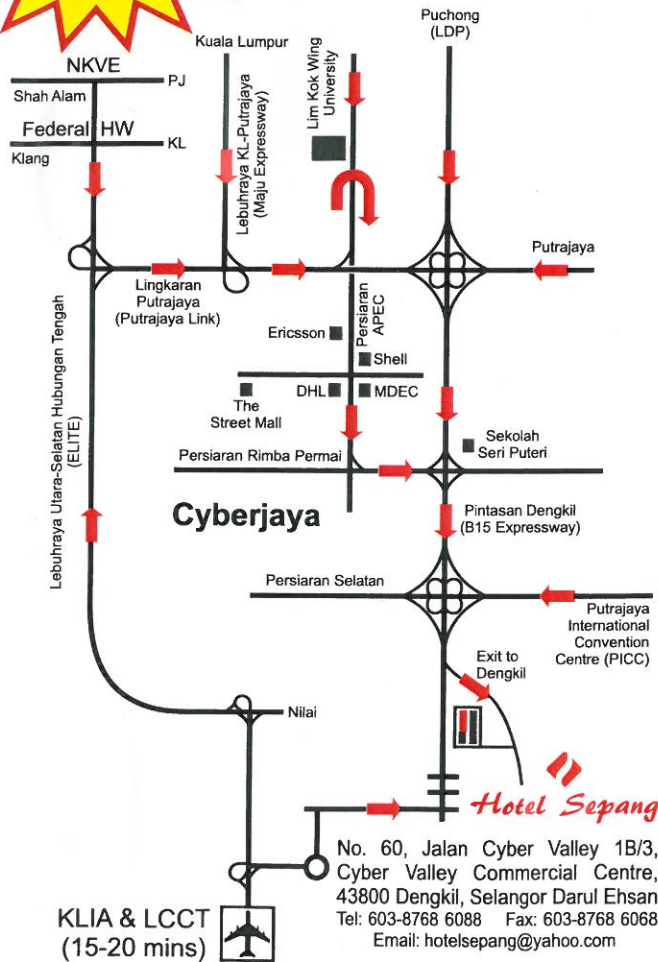 Puchong
(LDP)
Kuala Lumpur
NKVE
PJ
Shah Alam
Federal HW
KL
Klang
Lebuhraya KL-Putrajaya
(Maju Expressway)
Lim Kok Wing
University
Putrajaya
Lingkaran
Putrajaya
(Putrajaya Link)
Persiaran
APEC
Ericsson
Shell
DHL
MDEC
The
Street Mall
Lebuhraya Utara-Selatan Hubungan Tengah
(ELITE)
Sekolah
Seri Puteri
Persiaran Rimba Permai
Cyberjaya
Pintasan Dengkil
(B15 Expressway)
Persiaran Selatan
Putrajaya
International
Convention
Centre (PICC)
Exit to
Dengkil
Nilai
Hotel Sepang
No. 60, Jalan Cyber Valley 1B/3,
Cyber Valley Commercial Centre,
43800 Dengkil, Selangor Darul Ehsan
Tel: 603-8768 6088 Fax: 603-8768 6068
Email: hotelsepang@yahoo.com
KLIA & LCCT
(15-20 mins)